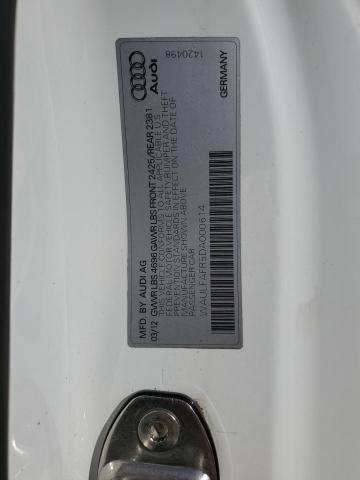 Audi
1420498
GERMANY
MFD. BY AUDI AG
03/12 GVWR LBS 4696 GAWR LBS FRONT 2425/REAR 2381
THIS VEHICLE CONFORMS TO ALL APPLICABLE U.S.
FEDERAL MOTOR VEHICLE SAFETY BUMPER AND THEFT
PREVENTION STANDARDS IN EFFECT ON THE DATE OF
MANUFACTURE SHOWN ABOVE
PASSENGER CAR
WAULFAFR5DA000614